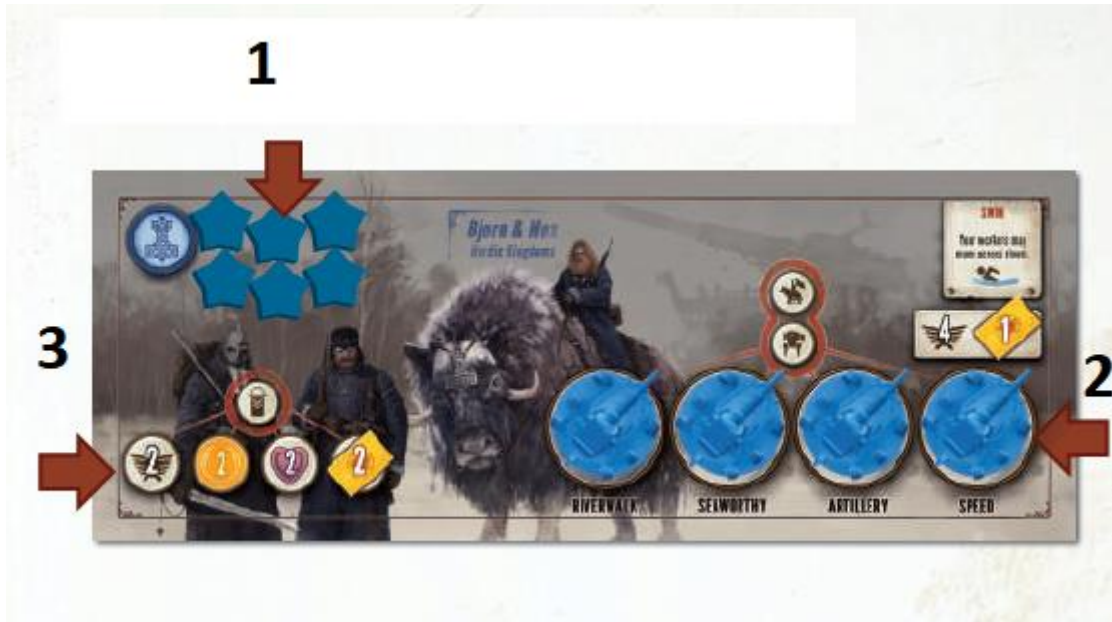 1
Bjorn & Mox
Nordic Kingdoms
SWIM
Your workers may
move across rivers.
4 1
3
2
2 2 2 2
RIVERWALK SEAWORTHY ARTILLERY SPEED